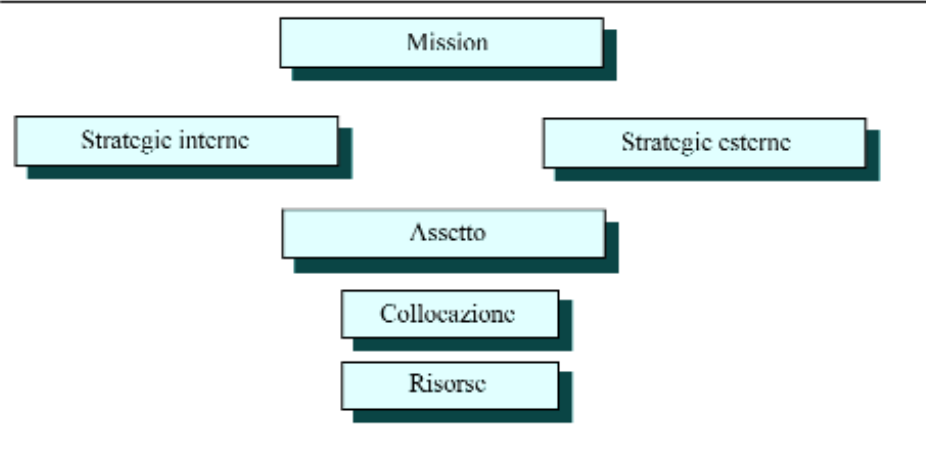 Mission
Strategie interne
Strategie esterne
Assetto
Collocazione
Risorse